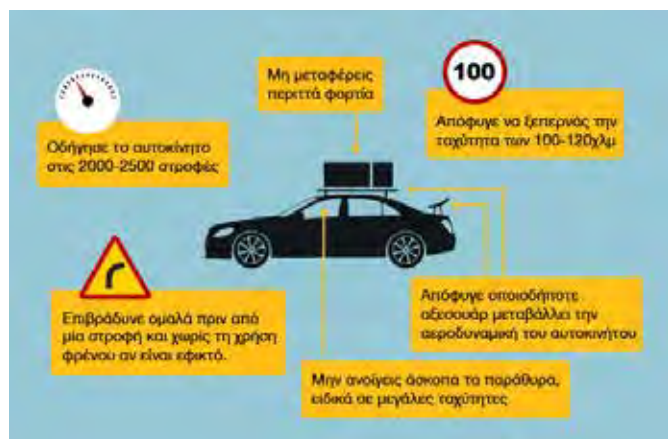 Μη μεταφέρεις
περιττά φορτία
100
Απόφυγε να ξεπερνάς την
ταχύτητα των 100-120χλμ
Οδήγησε το αυτοκίνητο
στις 2000-2500 στροφές
Επιβράδυνε ομαλά πριν από
μία στροφή και χωρίς τη χρήση
φρένου αν είναι εφικτό.
Απόφυγε οποιοδήποτε
αξεσουάρ μεταβάλλει την
αεροδυναμική του αυτοκινήτου
Μην ανοίγεις άσκοπα τα παράθυρα,
ειδικά σε μεγάλες ταχύτητες